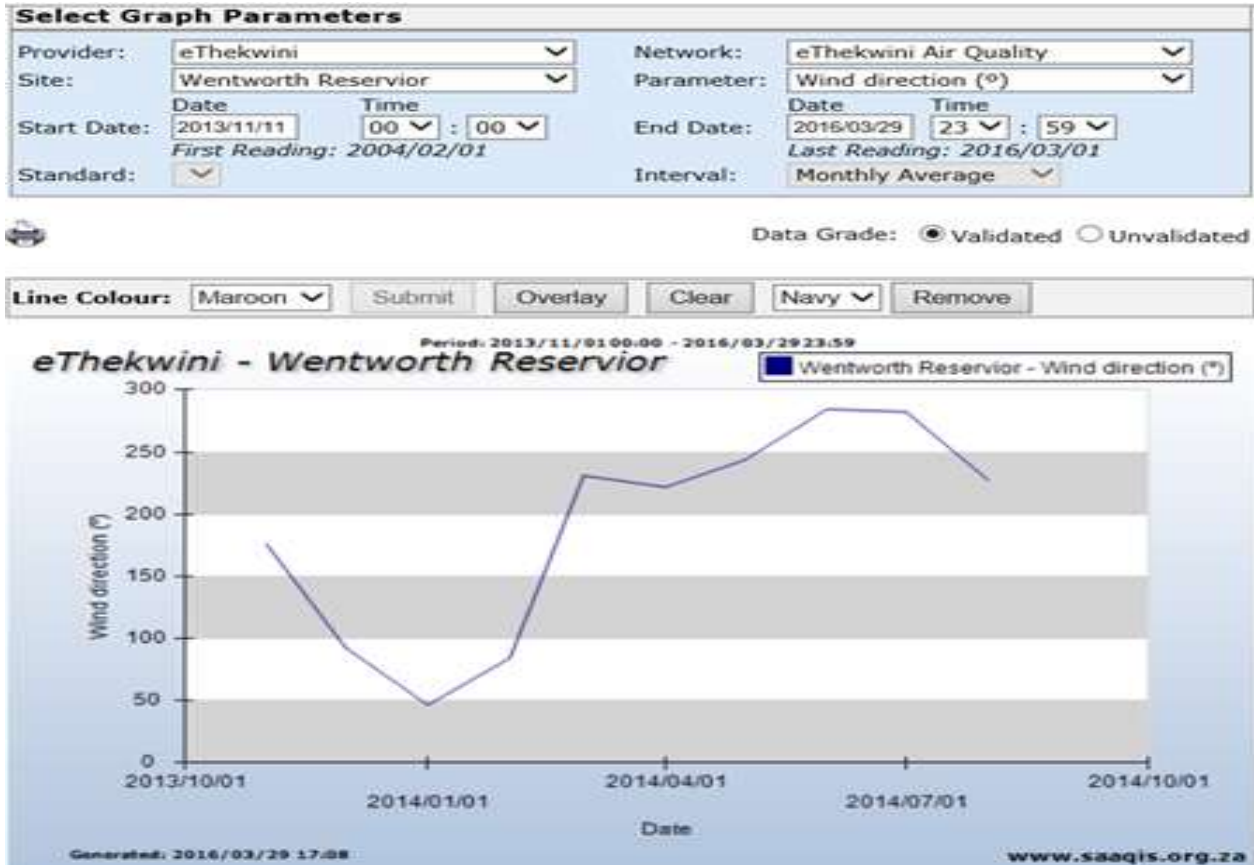 Select Graph Parameters
Provider: eThekwini Network: eThekwini Air Quality
Site: Wentworth Reservior Parameter: Wind direction (º)
Date Time Date Time
Start Date: 2013/11/11 00 : 00 End Date: 2016/03/29 23 : 59
First Reading: 2004/02/01 Last Reading: 2016/03/01
Standard: Interval: Monthly Average
Data Grade: Validated Unvalidated
Line Colour: Maroon Submit Overlay Clear Navy Remove
Period: 2013/11/01 00:00 - 2016/03/29 23:59
eThekwini - Wentworth Reservior
Wentworth Reservior - Wind direction (º)
300
250
200
150
100
50
0
Wind direction (º)
2013/10/01
2014/01/01
2014/04/01
2014/07/01
2014/10/01
Date
Generated: 2016/03/29 17:08
www.saaqis.org.za